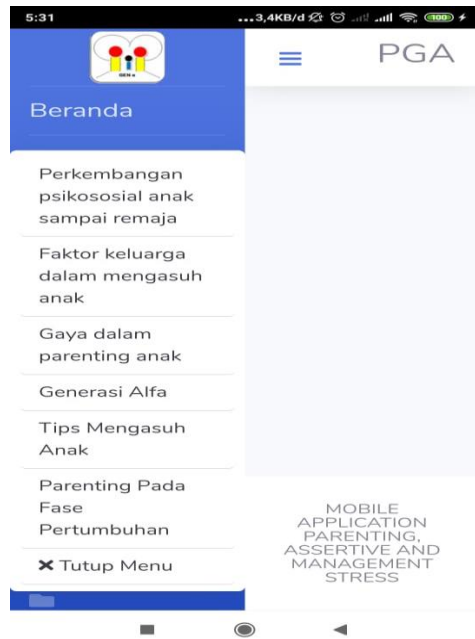 5:31
...3,4KB/d
100
GEN α
PGA
Beranda
Perkembangan
psikososial anak
sampai remaja
Faktor keluarga
dalam mengasuh
anak
Gaya dalam
parenting anak
Generasi Alfa
Tips Mengasuh
Anak
Parenting Pada
Fase
Pertumbuhan
✕ Tutup Menu
MOBILE
APPLICATION
PARENTING,
ASSERTIVE AND
MANAGEMENT
STRESS